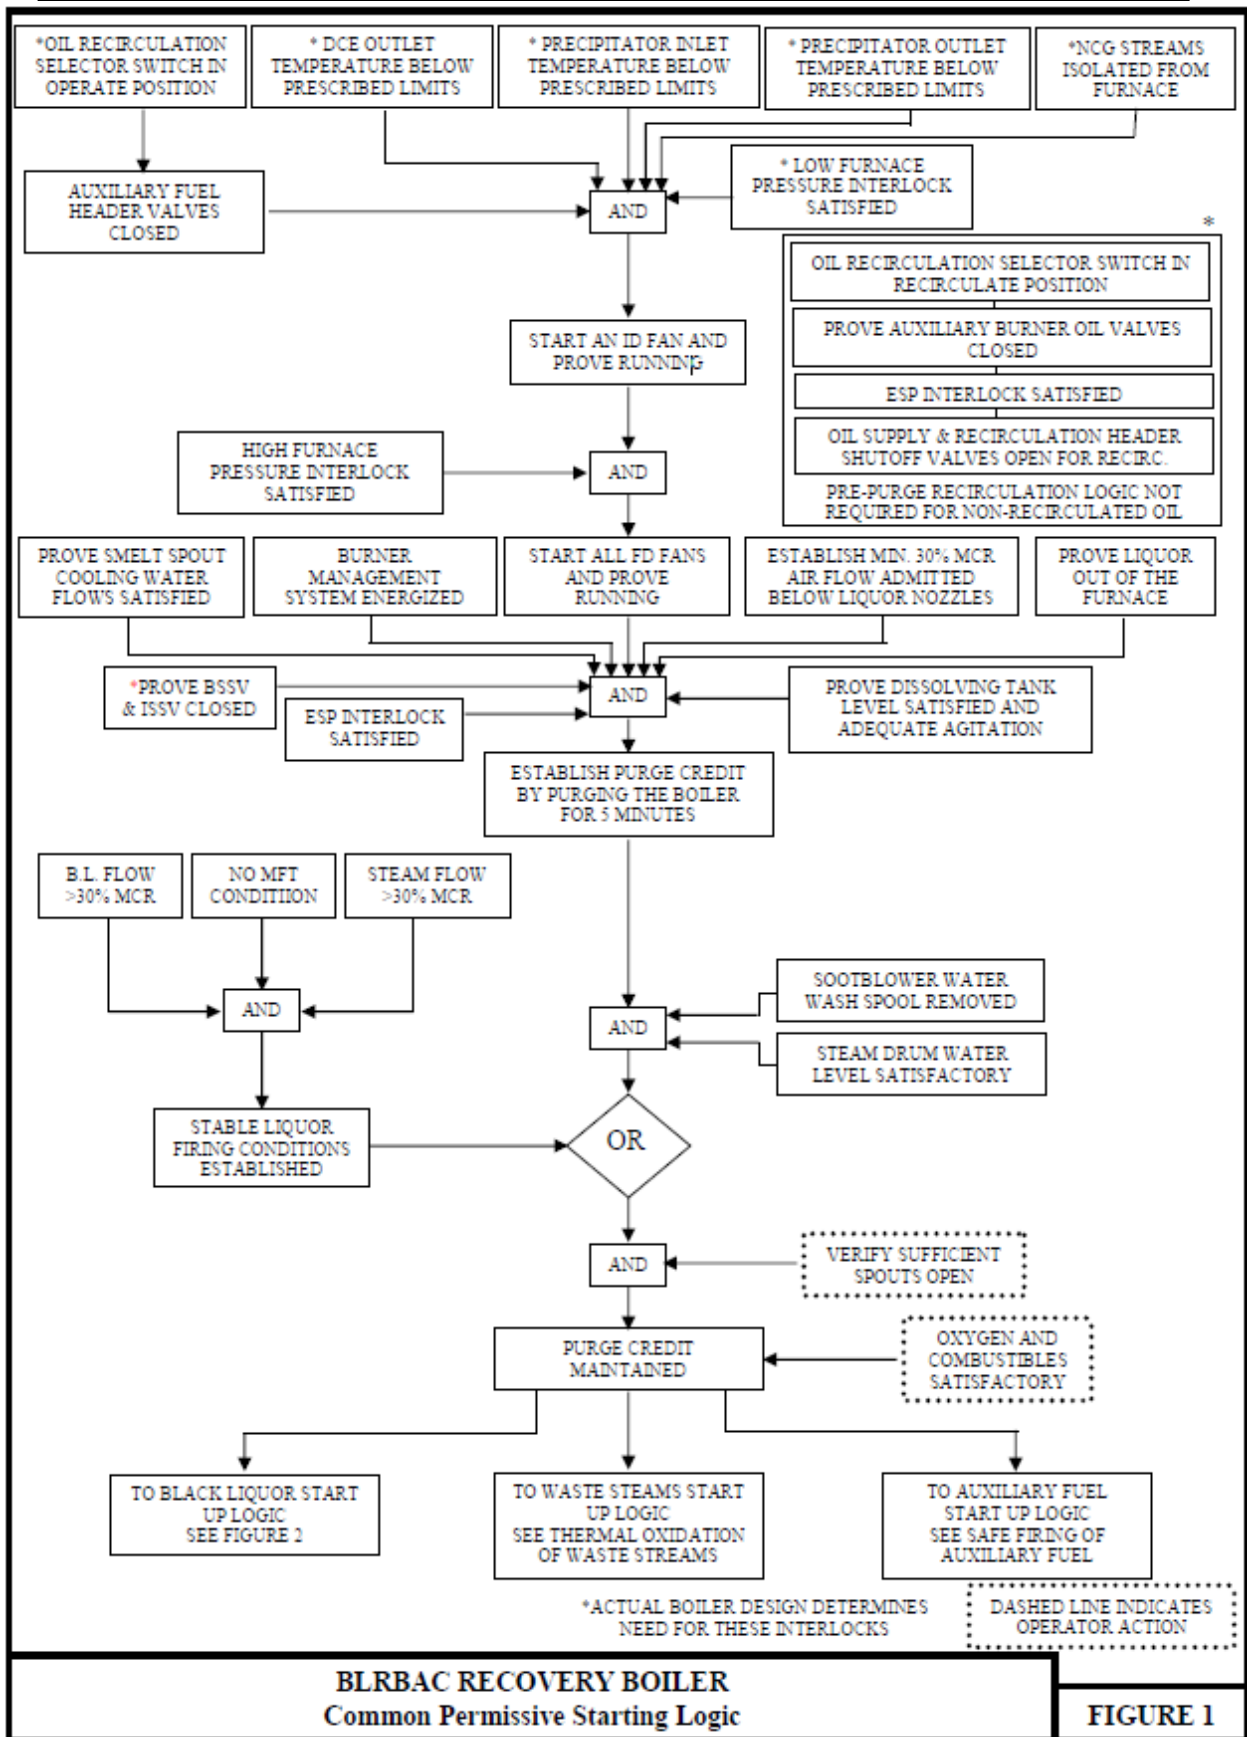 *OIL RECIRCULATION
SELECTOR SWITCH IN
OPERATE POSITION
* DCE OUTLET
TEMPERATURE BELOW
PRESCRIBED LIMITS
* PRECIPITATOR INLET
TEMPERATURE BELOW
PRESCRIBED LIMITS
* PRECIPITATOR OUTLET
TEMPERATURE BELOW
PRESCRIBED LIMITS
*NCG STREAMS
ISOLATED FROM
FURNACE
AUXILIARY FUEL
HEADER VALVES
CLOSED
AND
* LOW FURNACE
PRESSURE INTERLOCK
SATISFIED
*
OIL RECIRCULATION SELECTOR SWITCH IN
RECIRCULATE POSITION
PROVE AUXILIARY BURNER OIL VALVES
CLOSED
ESP INTERLOCK SATISFIED
OIL SUPPLY & RECIRCULATION HEADER
SHUTOFF VALVES OPEN FOR RECIRC.
PRE-PURGE RECIRCULATION LOGIC NOT
REQUIRED FOR NON-RECIRCULATED OIL
START AN ID FAN AND
PROVE RUNNING
HIGH FURNACE
PRESSURE INTERLOCK
SATISFIED
AND
PROVE SMELT SPOUT
COOLING WATER
FLOWS SATISFIED
BURNER
MANAGEMENT
SYSTEM ENERGIZED
START ALL FD FANS
AND PROVE
RUNNING
ESTABLISH MIN. 30% MCR
AIR FLOW ADMITTED
BELOW LIQUOR NOZZLES
PROVE LIQUOR
OUT OF THE
FURNACE
*PROVE BSSV
& ISSV CLOSED
ESP INTERLOCK
SATISFIED
AND
PROVE DISSOLVING TANK
LEVEL SATISFIED AND
ADEQUATE AGITATION
ESTABLISH PURGE CREDIT
BY PURGING THE BOILER
FOR 5 MINUTES
B.L. FLOW
>30% MCR
NO MFT
CONDITIION
STEAM FLOW
>30% MCR
AND
SOOTBLOWER WATER
WASH SPOOL REMOVED
AND
STEAM DRUM WATER
LEVEL SATISFACTORY
STABLE LIQUOR
FIRING CONDITIONS
ESTABLISHED
OR
AND
VERIFY SUFFICIENT
SPOUTS OPEN
PURGE CREDIT
MAINTAINED
OXYGEN AND
COMBUSTIBLES
SATISFACTORY
TO BLACK LIQUOR START
UP LOGIC
SEE FIGURE 2
TO WASTE STEAMS START
UP LOGIC
SEE THERMAL OXIDATION
OF WASTE STREAMS
TO AUXILIARY FUEL
START UP LOGIC
SEE SAFE FIRING OF
AUXILIARY FUEL
*ACTUAL BOILER DESIGN DETERMINES
NEED FOR THESE INTERLOCKS
DASHED LINE INDICATES
OPERATOR ACTION
BLRBAC RECOVERY BOILER
Common Permissive Starting Logic
FIGURE 1